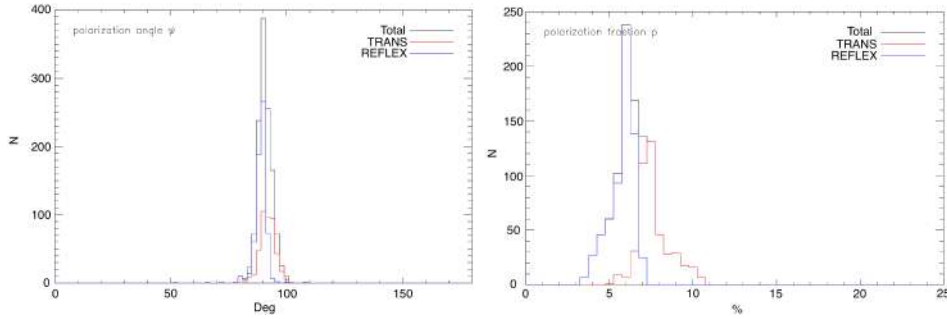 polarization angle ψ
Total
TRANS
REFLEX
400
300
200
100
0
N
0
50
100
150
Deg
polarization fraction p
Total
TRANS
REFLEX
250
200
150
100
50
0
N
0
5
10
15
20
25
%